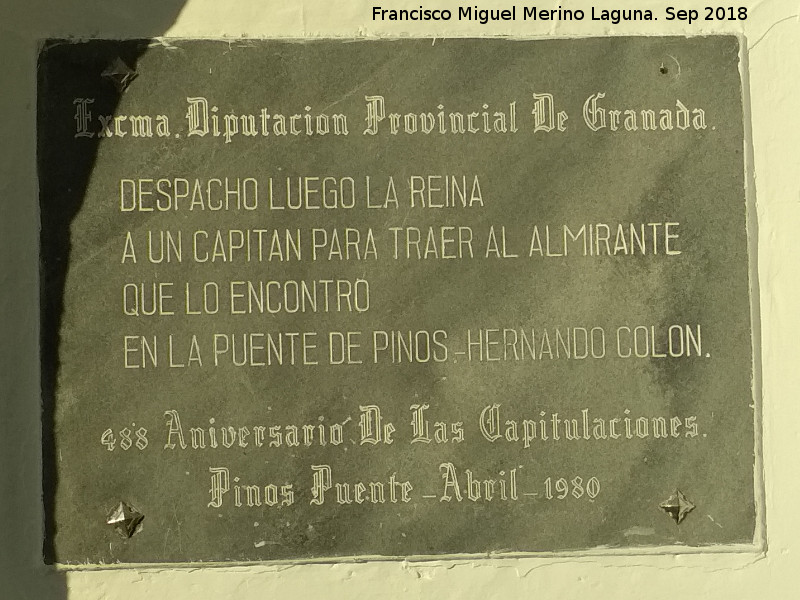 Francisco Miguel Merino Laguna. Sep 2018
Excma. Diputacion Provincial De Granada.
DESPACHO LUEGO LA REINA
A UN CAPITAN PARA TRAER AL ALMIRANTE
QUE LO ENCONTRO
EN LA PUENTE DE PINOS.-HERNANDO COLON.
488 Aniversario De Las Capitulaciones.
Pinos Puente - Abril - 1980